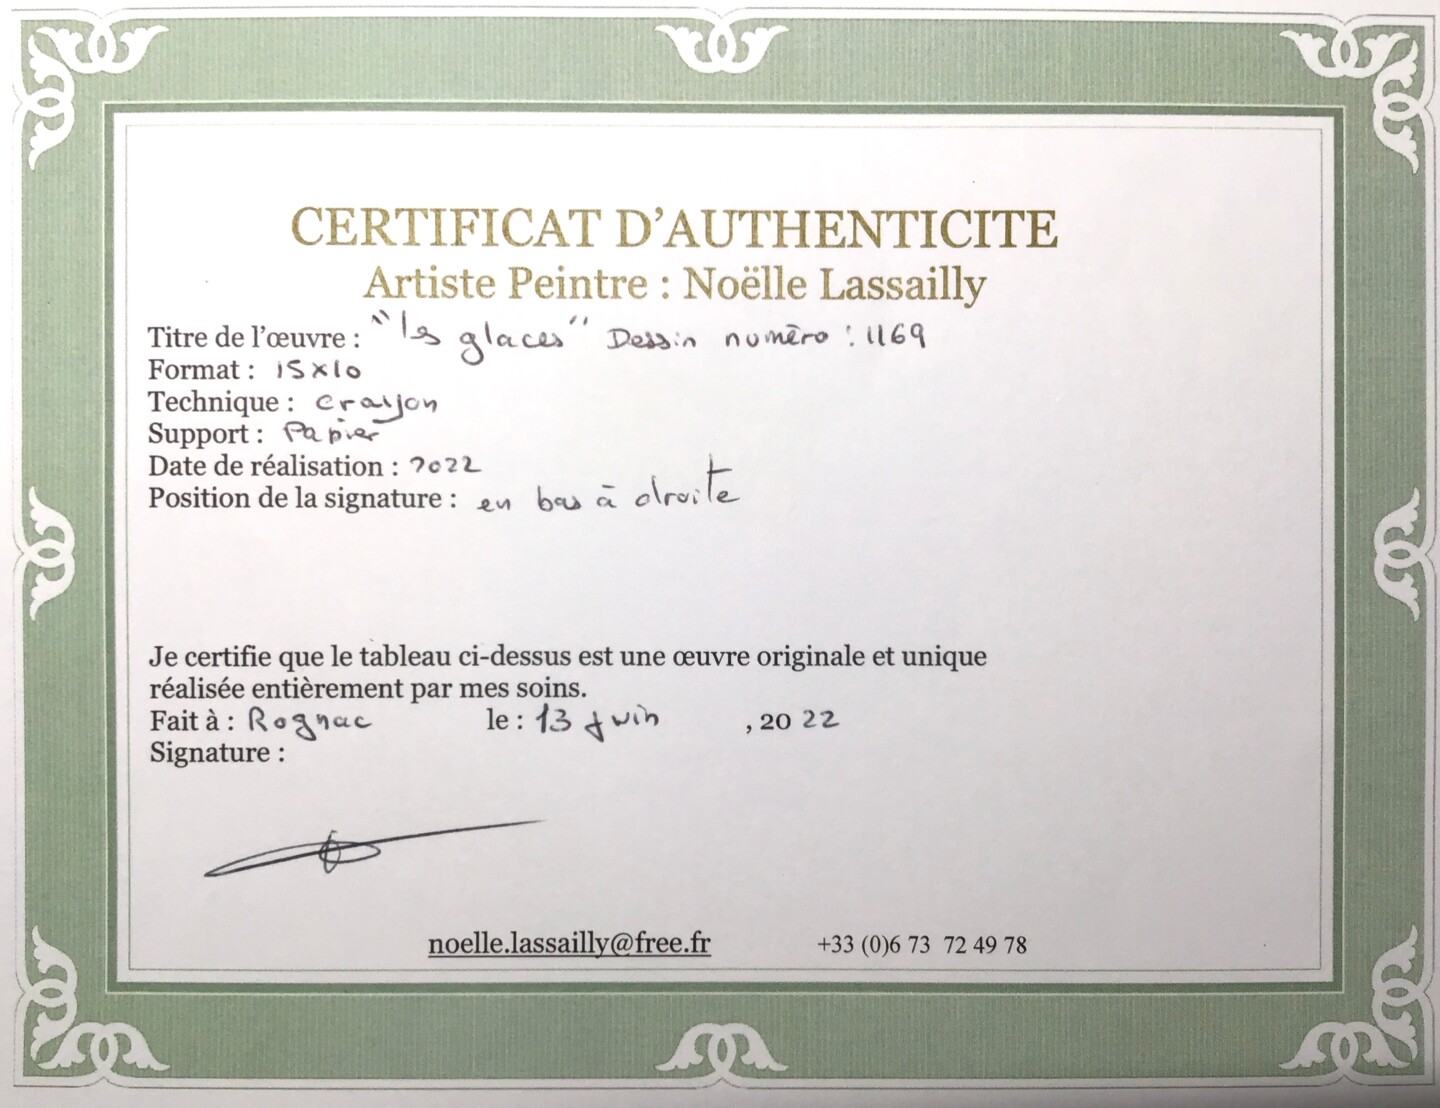 CERTIFICAT D'AUTHENTICITE
Artiste Peintre : Noëlle Lassailly
Titre de l'œuvre : "les glaces" Dessin numéro : 1169
Format : 15x10
Technique : crayon
Support : Papier
Date de réalisation : 2022
Position de la signature : en bas à droite
Je certifie que le tableau ci-dessus est une œuvre originale et unique
réalisée entièrement par mes soins.
Fait à : Rognac le : 13 juin , 20 22
Signature :
noelle.lassailly@free.fr +33 (0)6 73 72 49 78